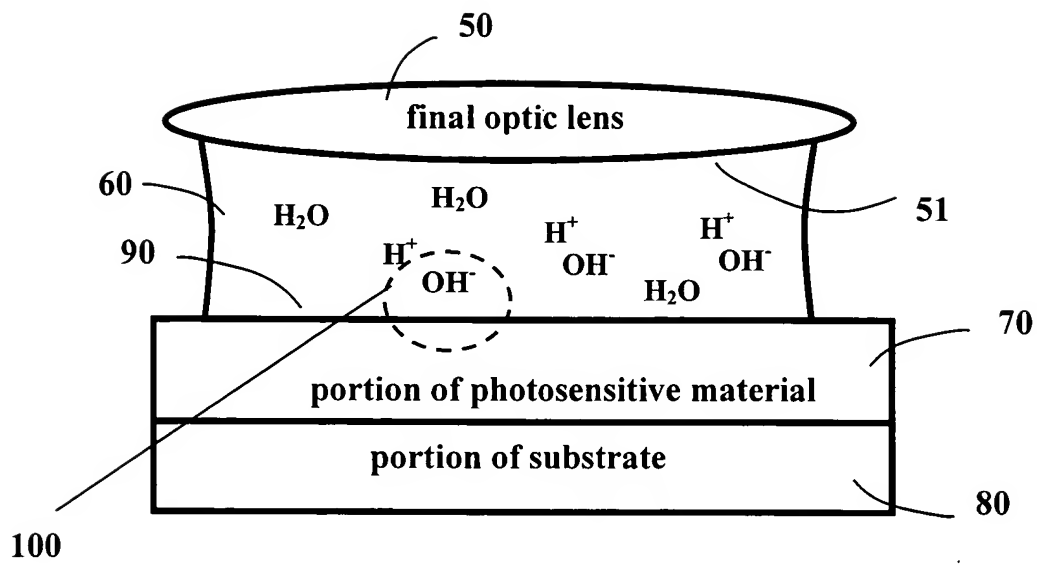 50
final optic lens
60
H₂O
H₂O
51
H⁺
OH⁻
H⁺
OH⁻
H⁺
OH⁻
90
H₂O
70
portion of photosensitive material
portion of substrate
80
100